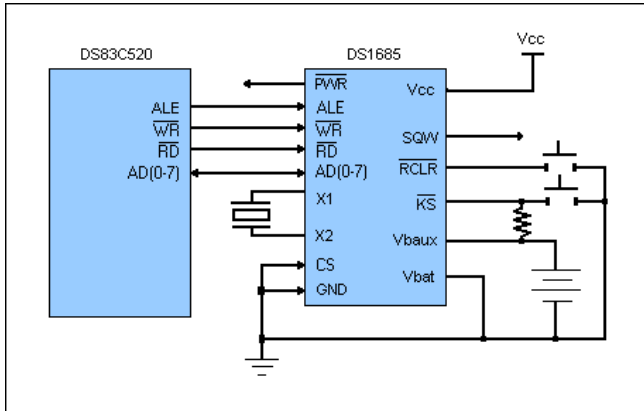 DS83C520
ALE
WR
RD
AD(0-7)
DS1685
PWR
ALE
WR
RD
AD(0-7)
X1
X2
CS
GND
Vcc
SQW
RCLR
KS
Vbaux
Vbat
Vcc